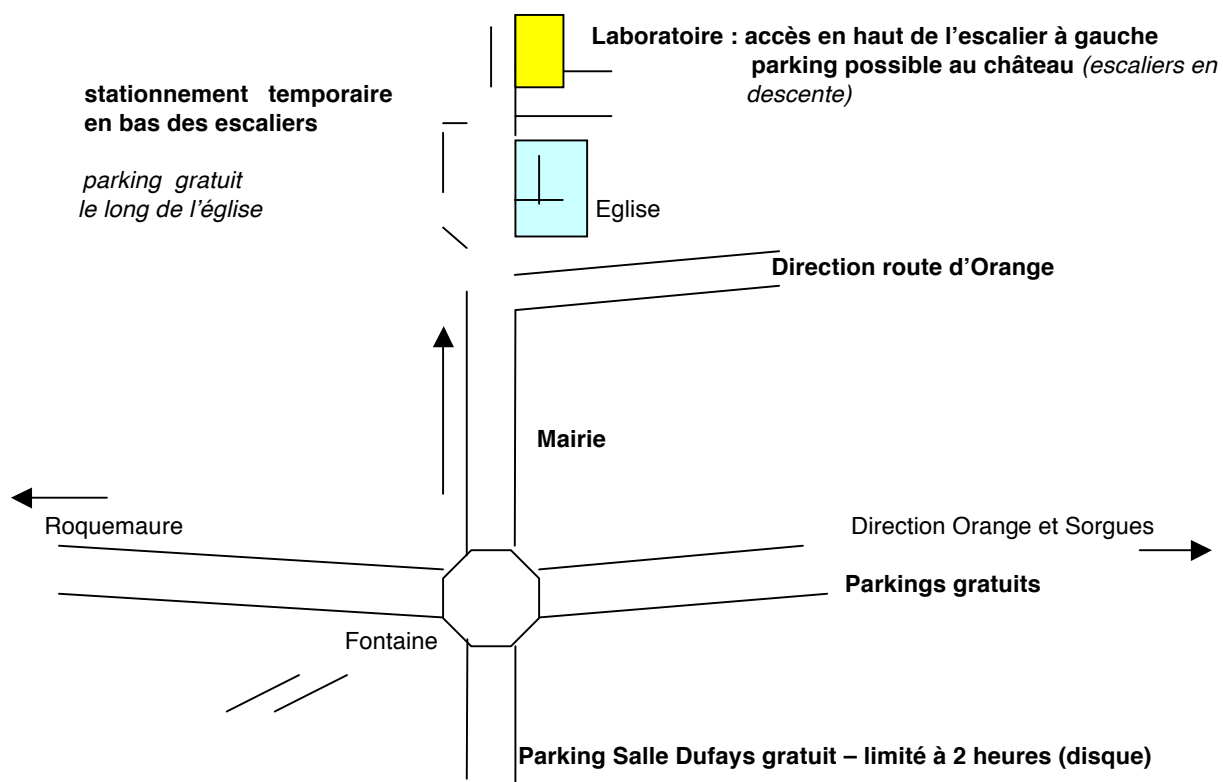 Laboratoire : accès en haut de l’escalier à gauche
parking possible au château (escaliers en
descente)
stationnement temporaire
en bas des escaliers
parking gratuit
le long de l’église
Eglise
Direction route d’Orange
Mairie
Roquemaure
Direction Orange et Sorgues
Parkings gratuits
Fontaine
Parking Salle Dufays gratuit – limité à 2 heures (disque)